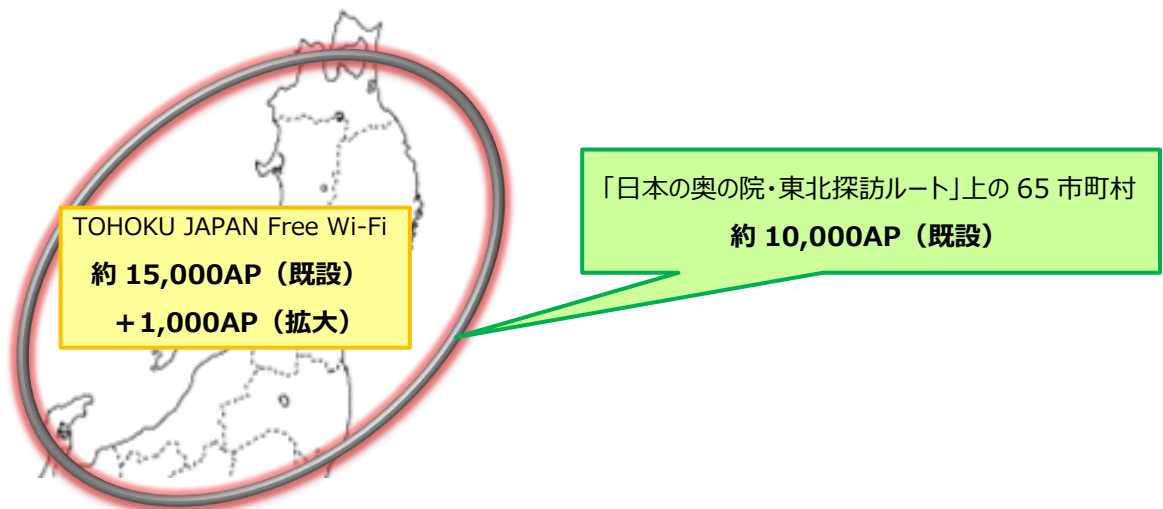 TOHOKU JAPAN Free Wi-Fi
約 15,000AP（既設）
＋1,000AP（拡大）
「日本の奥の院・東北探訪ルート」上の 65 市町村
約 10,000AP（既設）